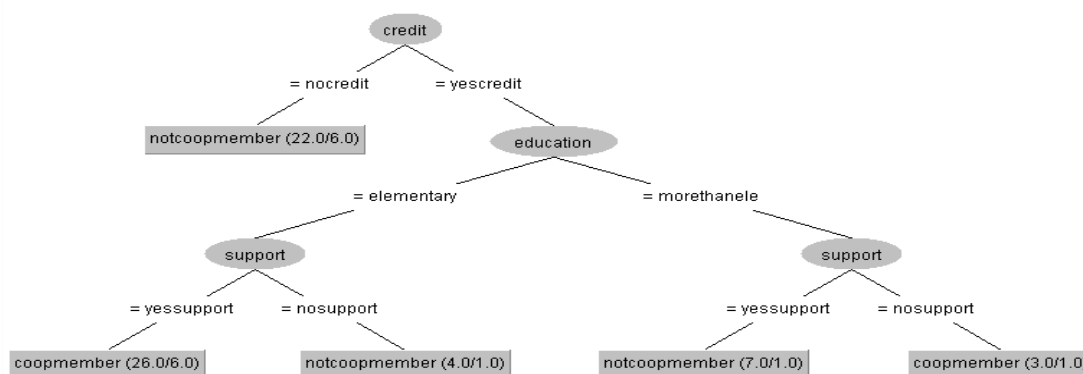 credit
= nocredit
= yescredit
notcoopmember (22.0/6.0)
education
= elementary
= morethanele
support
support
= yessupport
= nosupport
= yessupport
= nosupport
coopmember (26.0/6.0)
notcoopmember (4.0/1.0)
notcoopmember (7.0/1.0)
coopmember (3.0/1.0